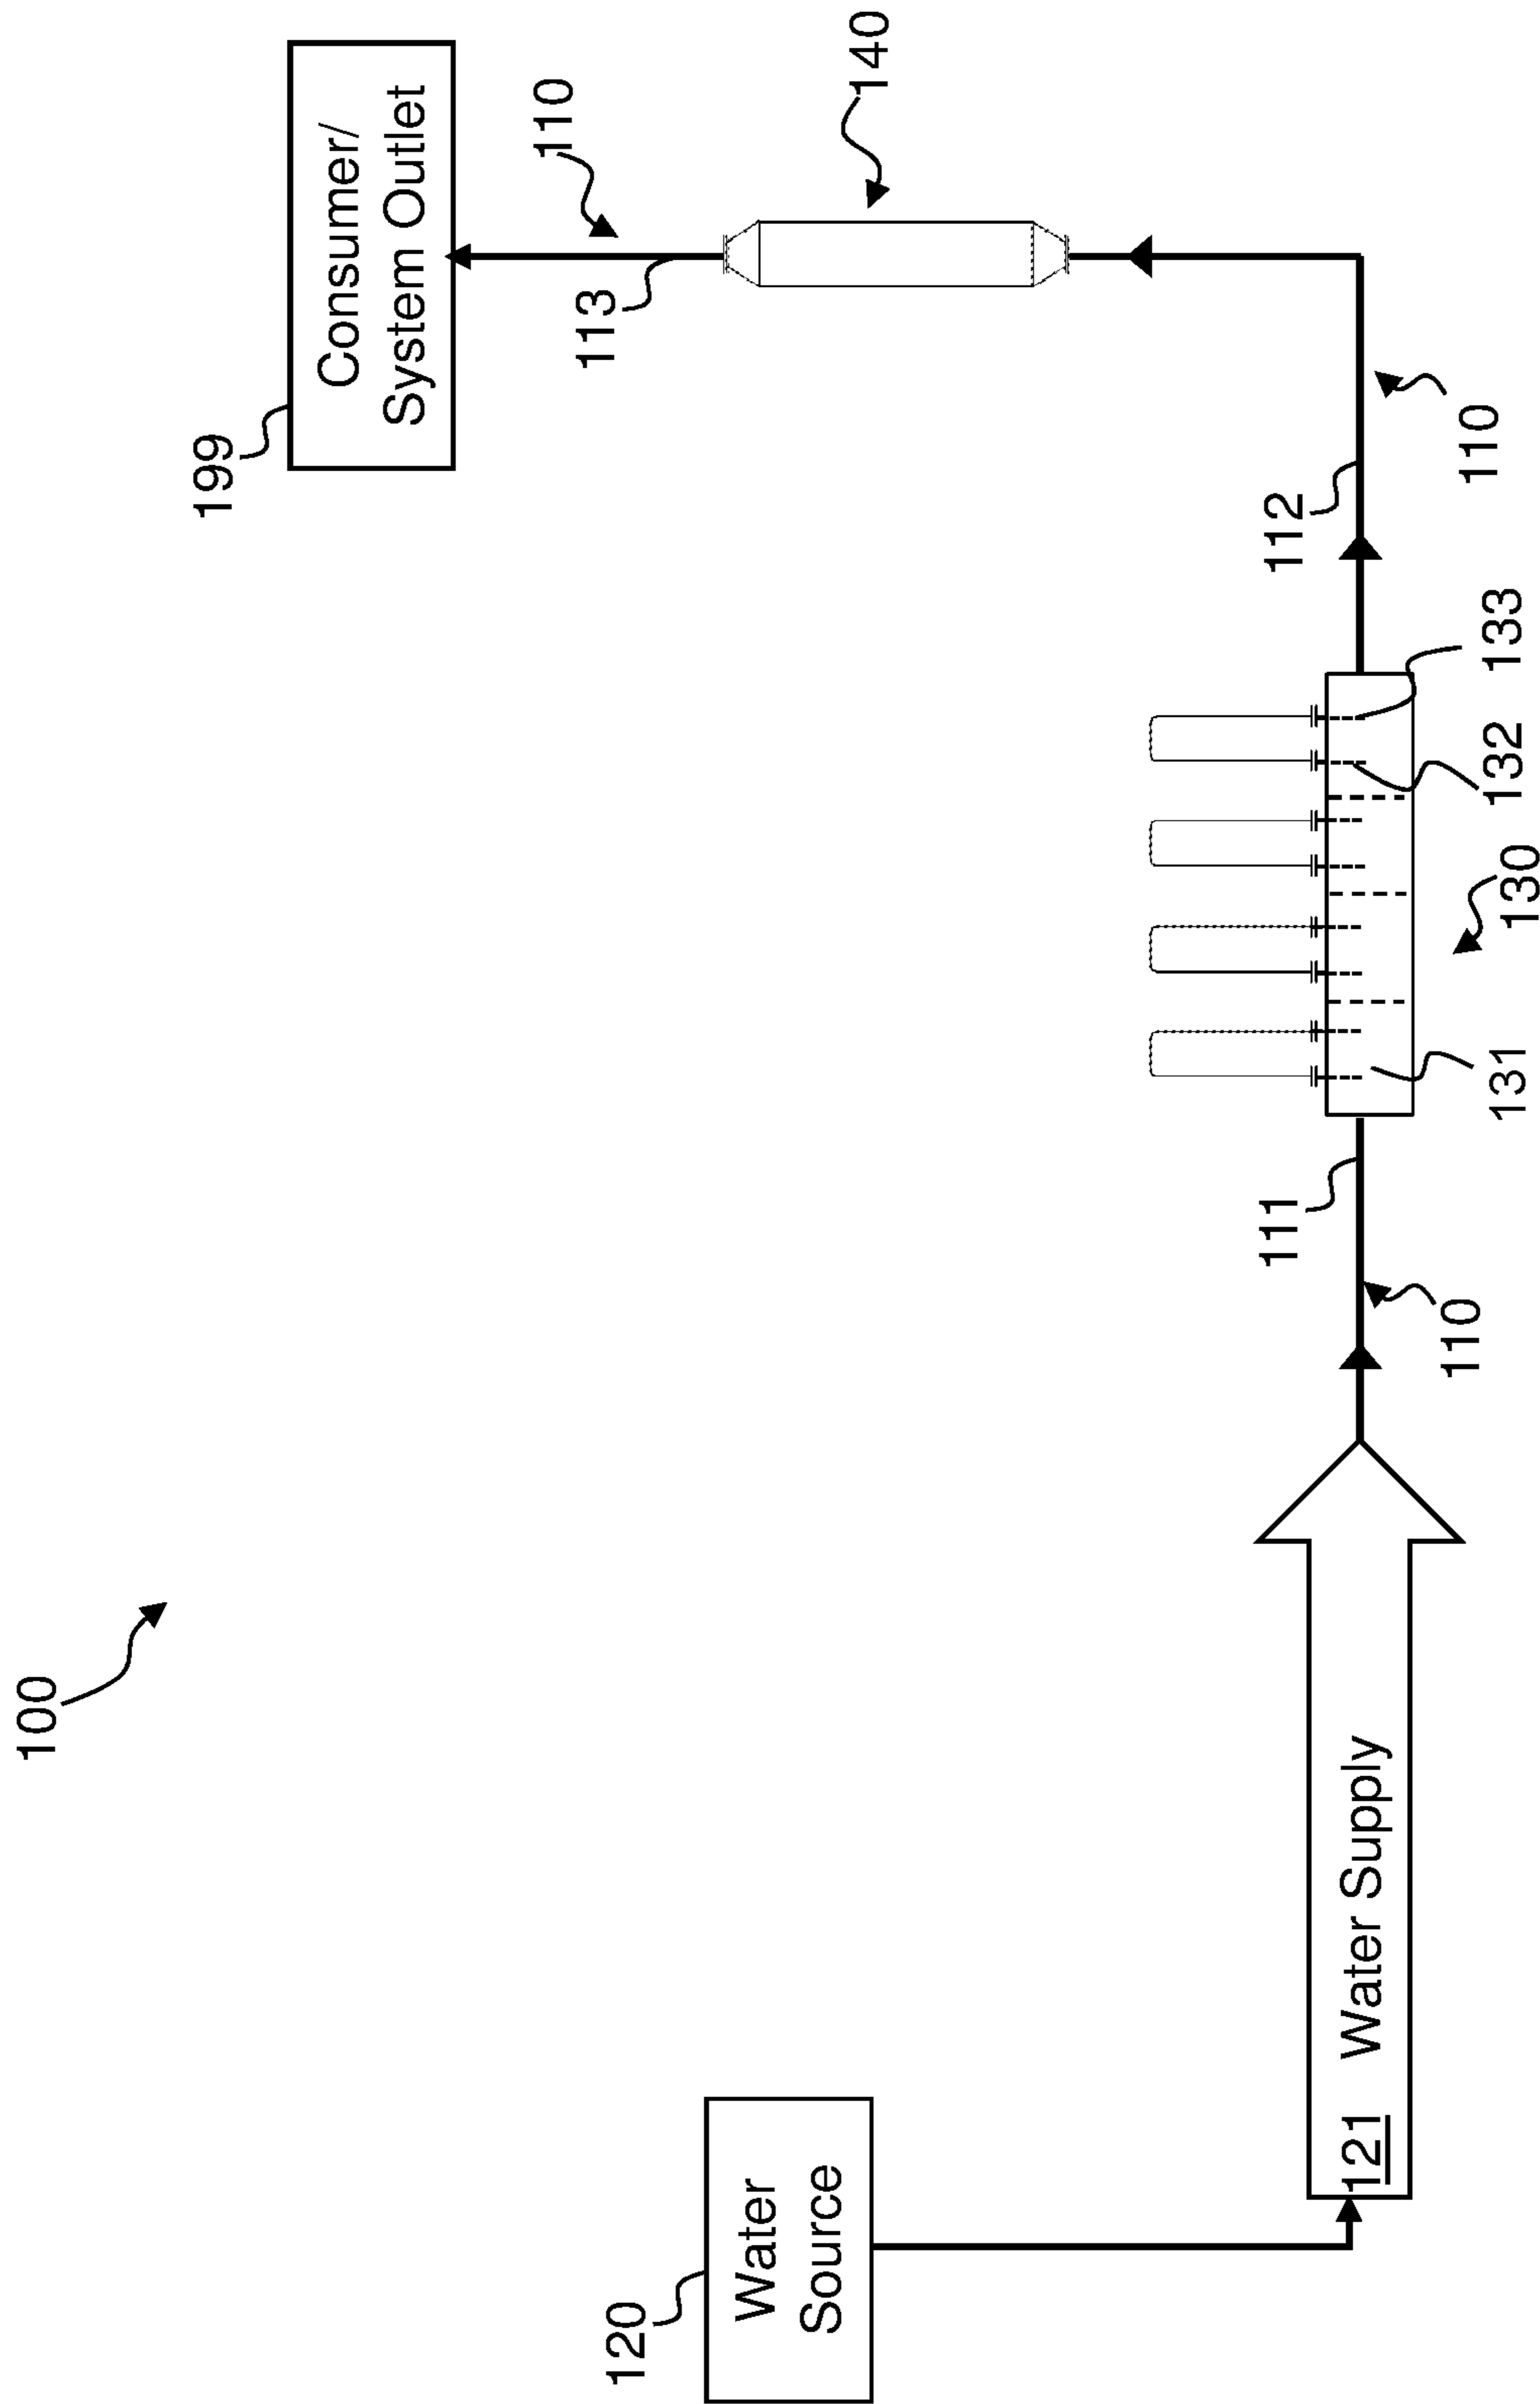 100
199
Consumer/
System Outlet
110
113
140
120
Water
Source
112
111
110
110
121 Water Supply
131
130
132
133